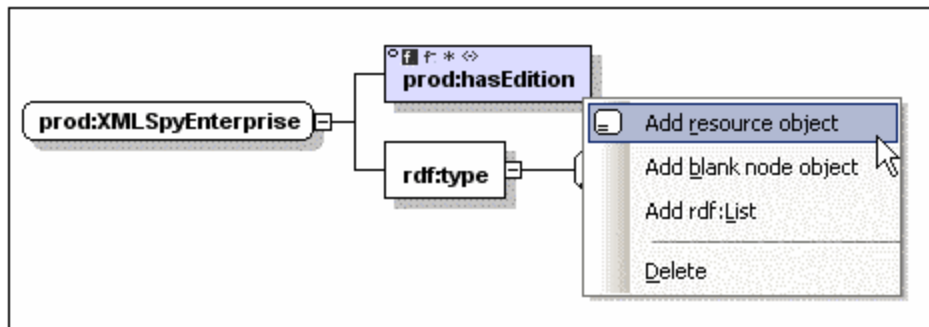 prod:hasEdition
prod:XMLSpyEnterprise
rdf:type
Add resource object
Add blank node object
Add rdf:List
Delete